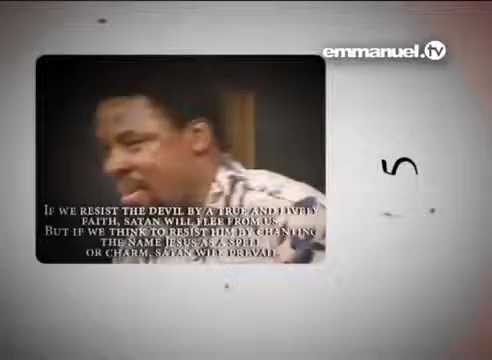 emmanuel.tv
IF WE RESIST THE DEVIL BY A TRUE AND LIVELY
FAITH, SATAN WILL FLEE FROM US.
BUT IF WE THINK TO RESIST HIM BY CHANTING
THE NAME JESUS AS A SPELL
OR CHARM, SATAN WILL PREVAIL.
5